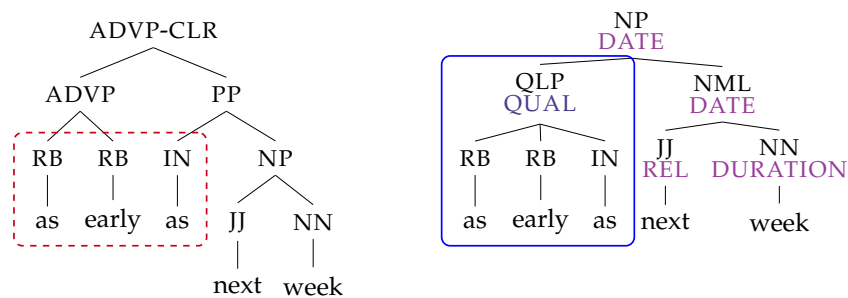 ADVP-CLR
ADVP PP
RB RB IN NP
as early as JJ NN
next week
NP
DATE
QLP NML
QUAL DATE
RB RB IN JJ NN
REL DURATION
as early as next week